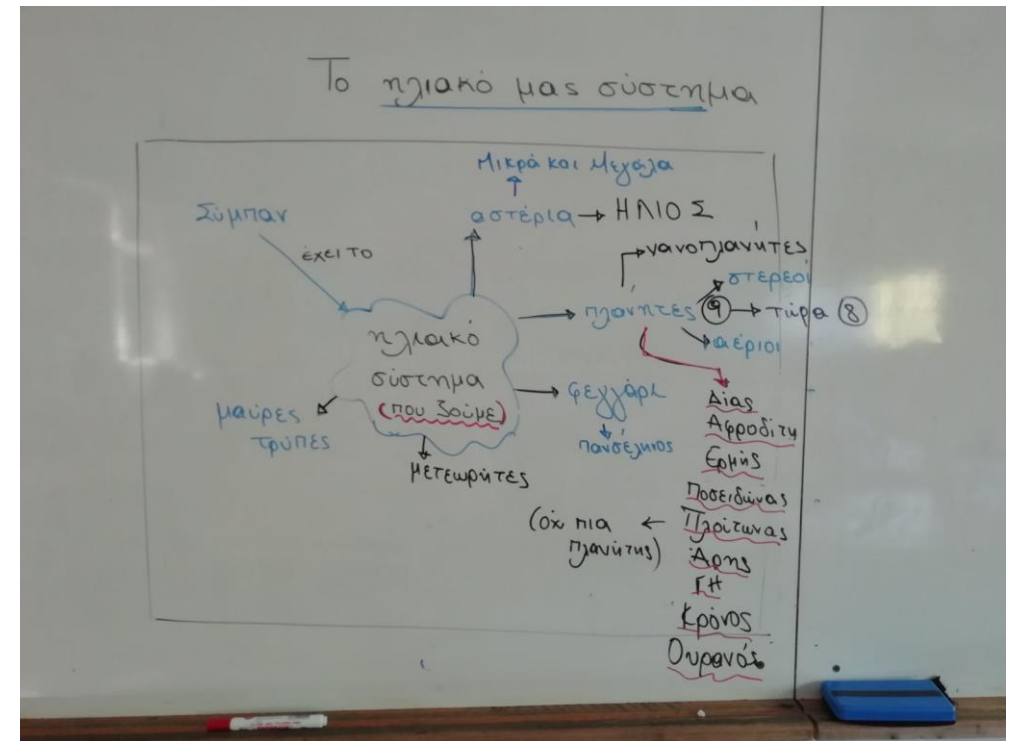 Το ηλιακό μας σύστημα
Μικρά και Μεγάλα
Σύμπαν
αστέρια → ΗΛΙΟΣ
έχει το
νανοπλανήτες
στερεοί
πλανήτες 9 → τώρα 8
αέριοι
ηλιακό
σύστημα
(που ζούμε)
φεγγάρι
πανσέληνος
μαύρες
τρύπες
μετεωρίτες
Δίας
Αφροδίτη
Ερμής
Ποσειδώνας
(όχι πια ← Πλούτωνας
πλανήτης)
Άρης
ΓΗ
Κρόνος
Ουρανός